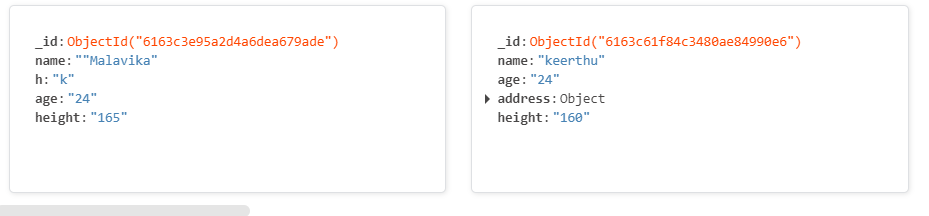 _id: ObjectId("6163c3e95a2d4a6dea679ade")
name: ""Malavika"
h: "k"
age: "24"
height: "165"
_id: ObjectId("6163c61f84c3480ae84990e6")
name: "keerthu"
age: "24"
address: Object
height: "160"